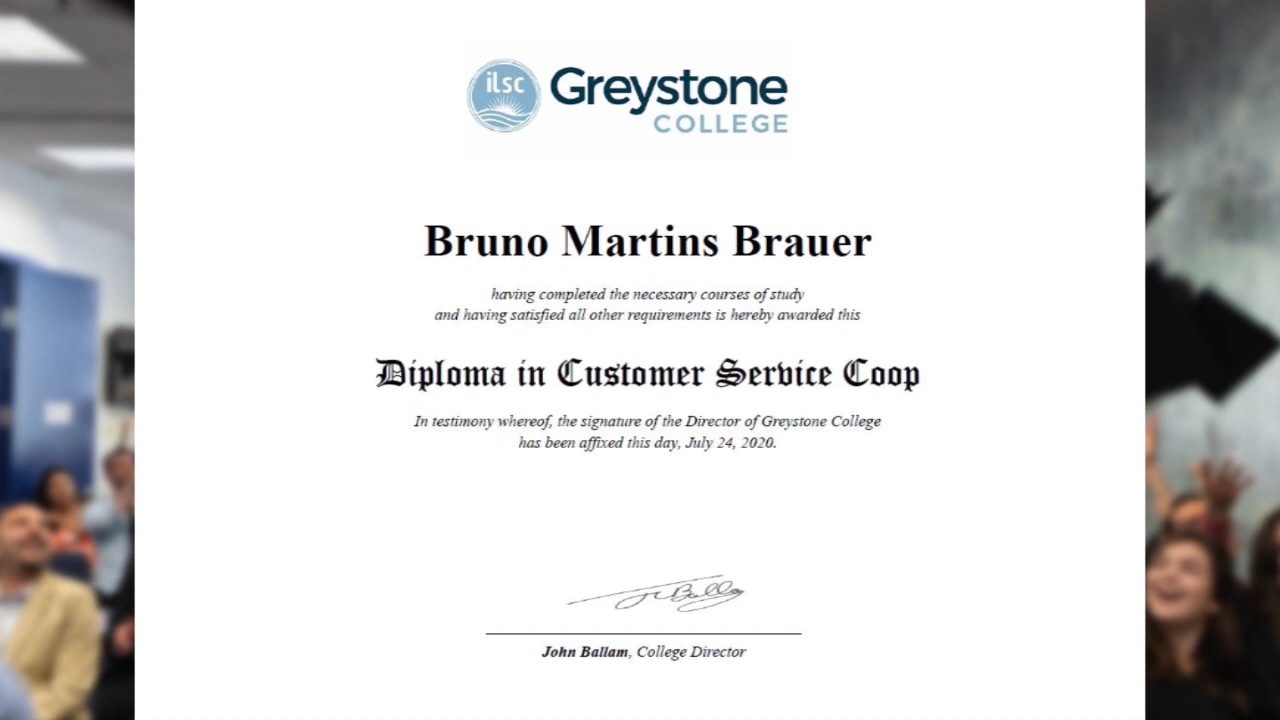 ilsc
Greystone
COLLEGE
Bruno Martins Brauer
having completed the necessary courses of study
and having satisfied all other requirements is hereby awarded this
Diploma in Customer Service Coop
In testimony whereof, the signature of the Director of Greystone College
has been affixed this day, July 24, 2020.
John Ballam, College Director